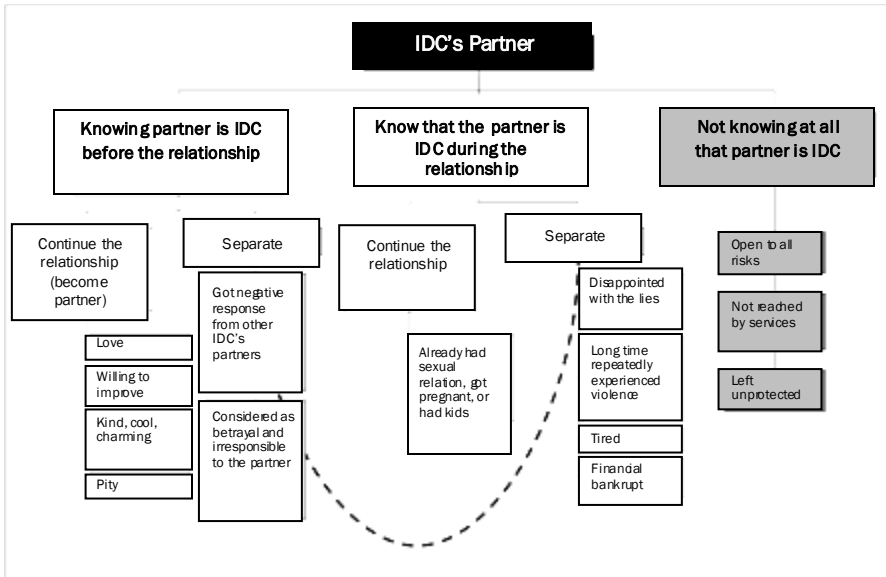 IDC's Partner
Knowing partner is IDC
before the relationship
Know that the partner is
IDC during the
relationship
Not knowing at all
that partner is IDC
Continue the
relationship
(become
partner)
Separate
Continue the
relationship
Separate
Open to all
risks
Not reached
by services
Left
unprotected
Got negative
response
from other
IDC's
partners
Considered as
betrayal and
irresponsible
to the partner
Love
Willing to
improve
Kind, cool,
charming
Pity
Already had
sexual
relation, got
pregnant, or
had kids
Disappointed
with the lies
Long time
repeatedly
experienced
violence
Tired
Financial
bankrupt